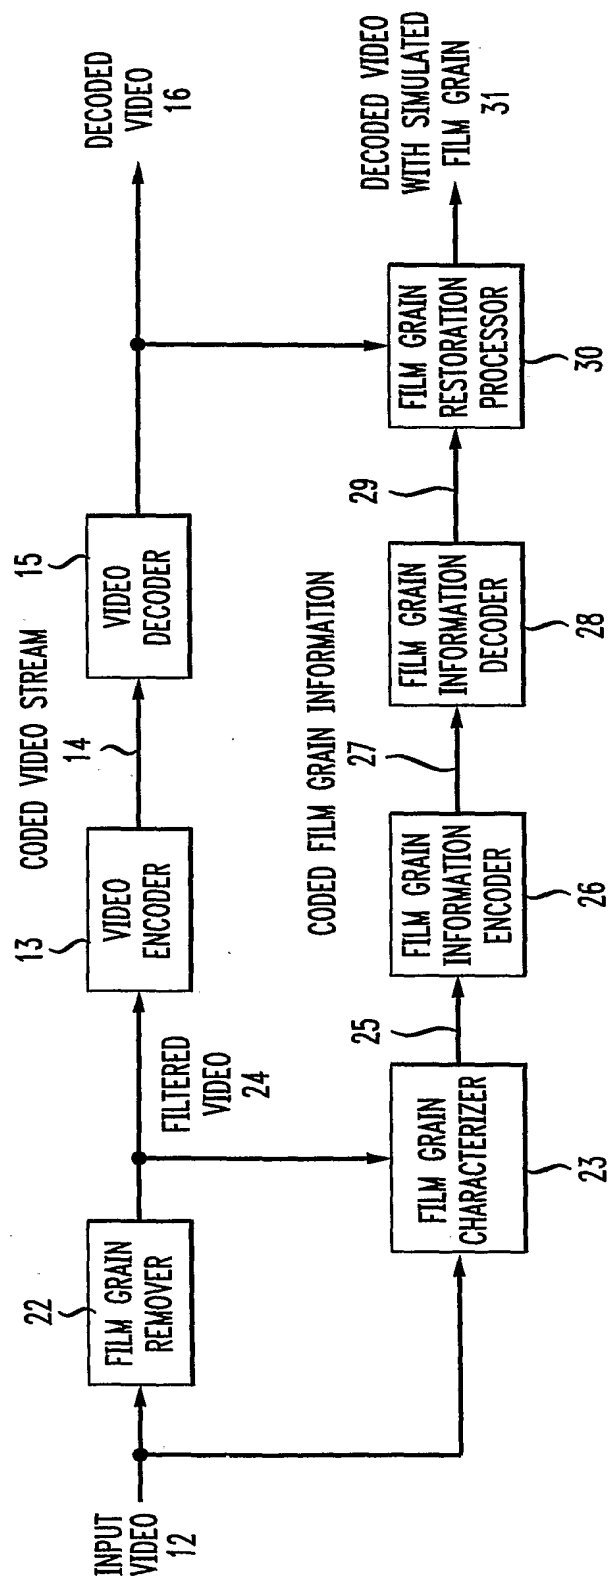 INPUT
VIDEO
12
22
FILM GRAIN
REMOVER
FILTERED
VIDEO
24
13
VIDEO
ENCODER
CODED VIDEO STREAM
14
15
VIDEO
DECODER
DECODED
VIDEO
16
FILM GRAIN
CHARACTERIZER
23
25
FILM GRAIN
INFORMATION
ENCODER
26
CODED FILM GRAIN INFORMATION
27
FILM GRAIN
INFORMATION
DECODER
28
29
FILM GRAIN
RESTORATION
PROCESSOR
30
DECODED VIDEO
WITH SIMULATED
FILM GRAIN
31